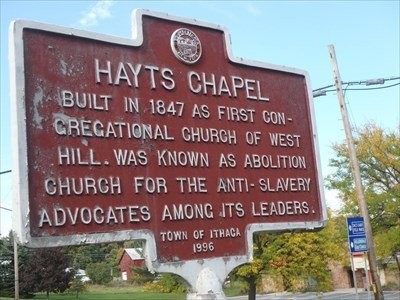 HAYTS CHAPEL
BUILT IN 1847 AS FIRST CON-
GREGATIONAL CHURCH OF WEST
HILL. WAS KNOWN AS ABOLITION
CHURCH FOR THE ANTI-SLAVERY
ADVOCATES AMONG ITS LEADERS.
TOWN OF ITHACA
1996